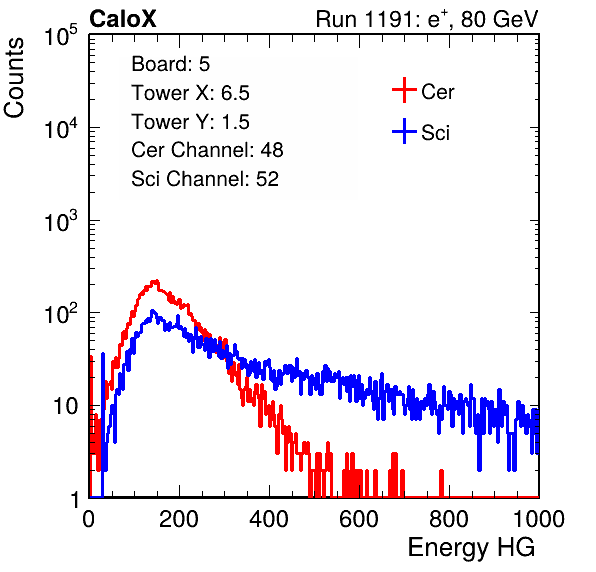 CaloX Run 1191: e⁺, 80 GeV
Counts
10⁵
10⁴
10³
10²
10
1
Board: 5
Tower X: 6.5
Tower Y: 1.5
Cer Channel: 48
Sci Channel: 52
Cer
Sci
0 200 400 600 800 1000
Energy HG